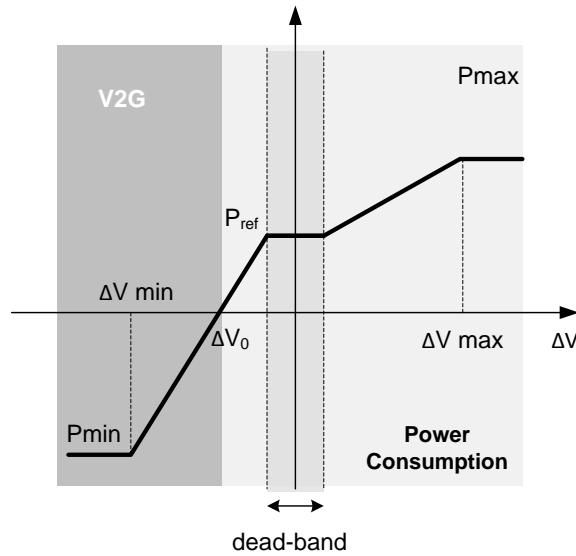 V2G
Pmax
Pref
ΔV min
ΔV0
ΔV max
ΔV
Pmin
Power
Consumption
dead-band